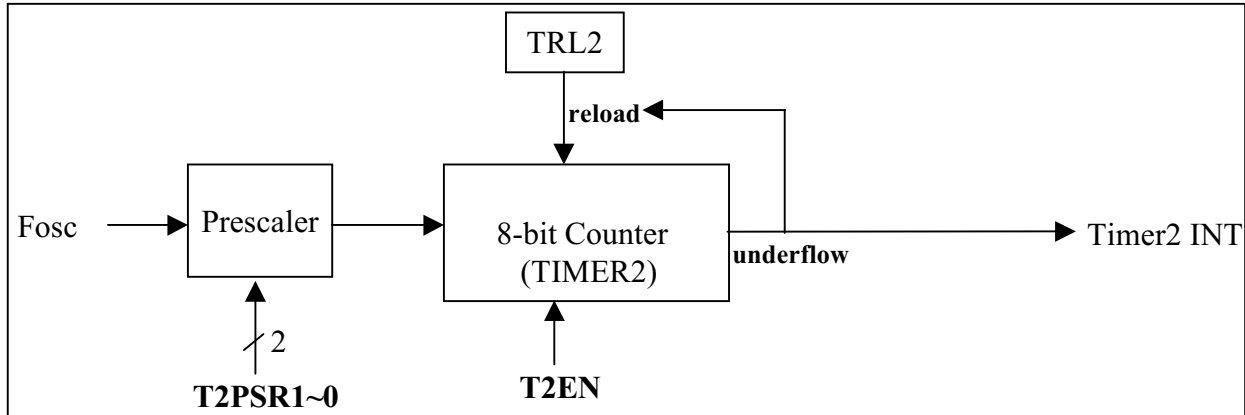 TRL2
reload
Fosc
Prescaler
8-bit Counter
(TIMER2)
underflow
Timer2 INT
2
T2PSR1~0
T2EN